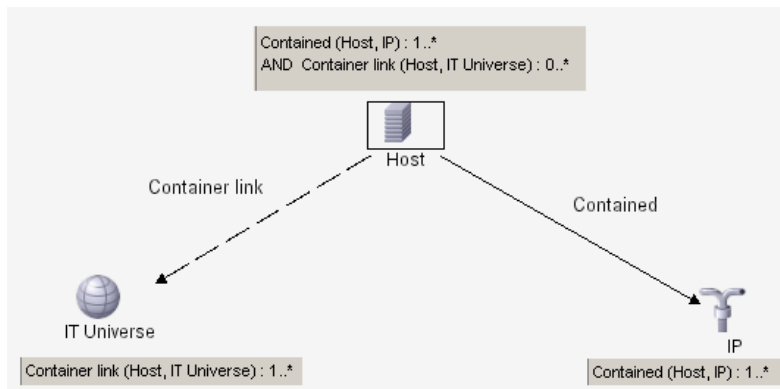 Contained (Host, IP) : 1..*
AND Container link (Host, IT Universe) : 0..*
Host
Container link
Contained
IT Universe
IP
Container link (Host, IT Universe) : 1..*
Contained (Host, IP) : 1..*